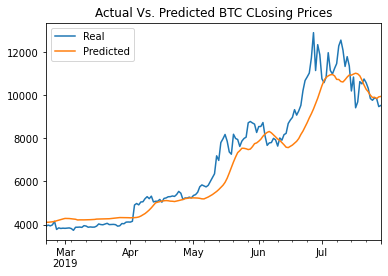 Actual Vs. Predicted BTC CLosing Prices
Real
Predicted
12000
10000
8000
6000
4000
Mar
2019
Apr
May
Jun
Jul